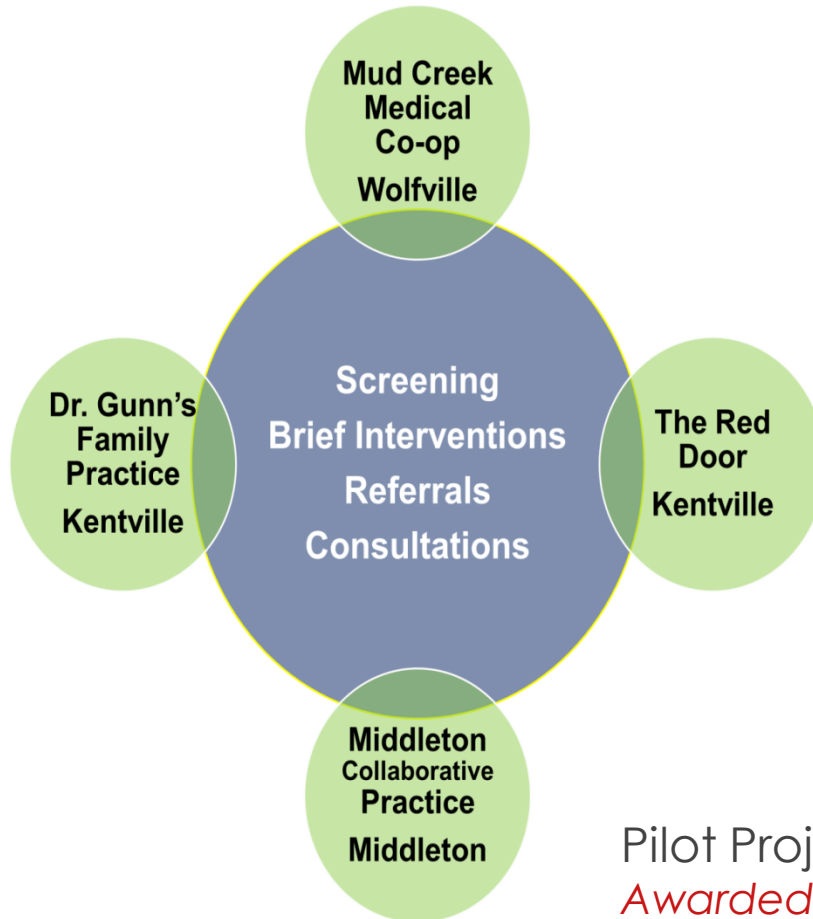 Mud Creek
Medical
Co-op
Wolfville
Dr. Gunn's
Family
Practice
Kentville
Screening
Brief Interventions
Referrals
Consultations
The Red
Door
Kentville
Middleton
Collaborative
Practice
Middleton
Pilot Proj
Awarded